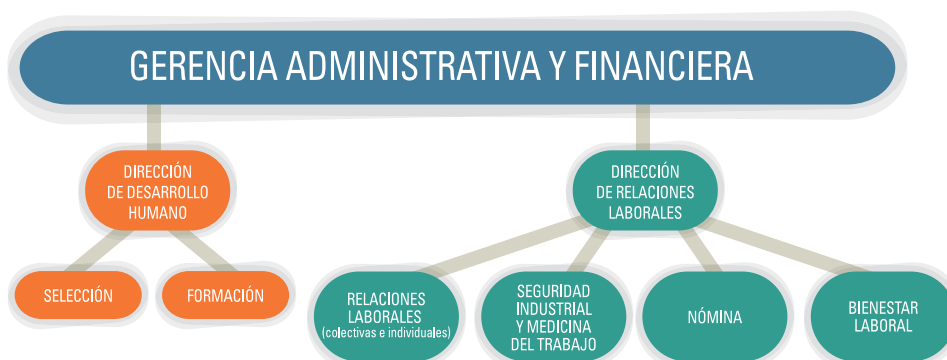 GERENCIA ADMINISTRATIVA Y FINANCIERA
DIRECCIÓN
DE DESARROLLO
HUMANO
DIRECCIÓN
DE RELACIONES
LABORALES
SELECCIÓN
FORMACIÓN
RELACIONES
LABORALES
(colectivas e individuales)
SEGURIDAD
INDUSTRIAL
Y MEDICINA
DEL TRABAJO
NÓMINA
BIENESTAR
LABORAL